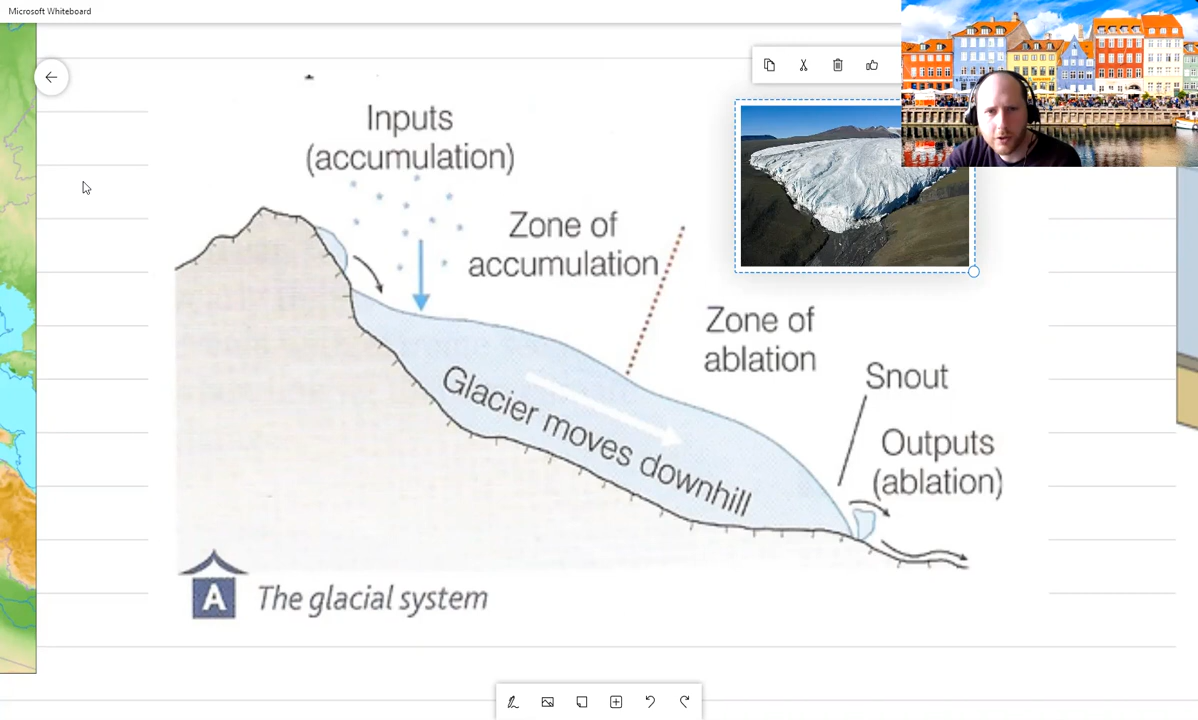 Microsoft Whiteboard
Inputs
(accumulation)
Zone of
accumulation
Zone of
ablation
Snout
Outputs
(ablation)
Glacier moves downhill
A
The glacial system